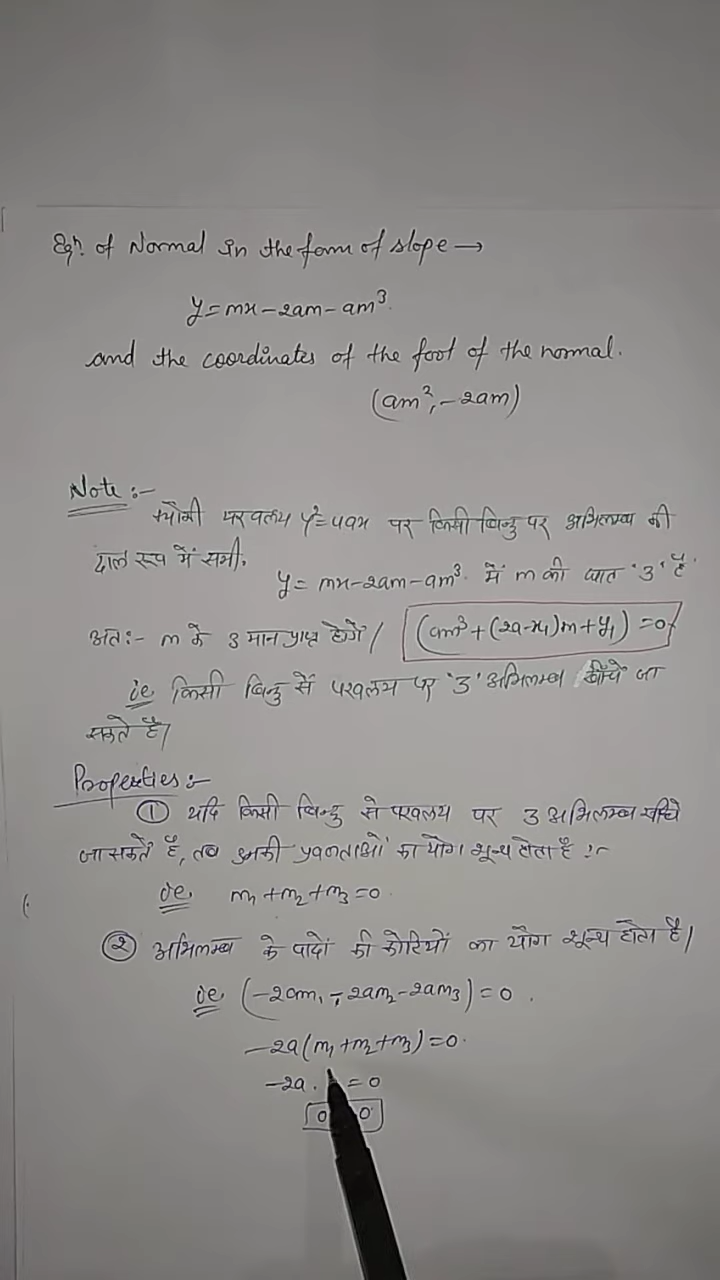 Eqⁿ. of Normal in the form of slope →
y = mx - 2am - am³.
and the coordinates of the foot of the normal.
(am², -2am)
Note :-
परवलय y² = 4ax पर किसी बिन्दु पर अभिलम्ब की
ढाल रूप में समी.
y = mx - 2am - am³. में m की घात '3' है
अतः- m के 3 मान प्राप्त होगें। (am³ + (2a - x₁)m + y₁) = 0
ie किसी बिन्दु से परवलय पर '3' अभिलम्ब खींचे जा
सकते है।
Properties :-
① यदि किसी बिन्दु से परवलय पर 3 अभिलम्ब खींचे
जा सकतें है, तब प्रवणताओं का योग शून्य होता है :-
ie. m₁ + m₂ + m₃ = 0
② अभिलम्ब के पादों की कोटियों का योग शून्य होता है।
ie (-2am₁, - 2am₂ - 2am₃) = 0.
-2a(m₁ + m₂ + m₃) = 0.
-2a. = 0
0 0